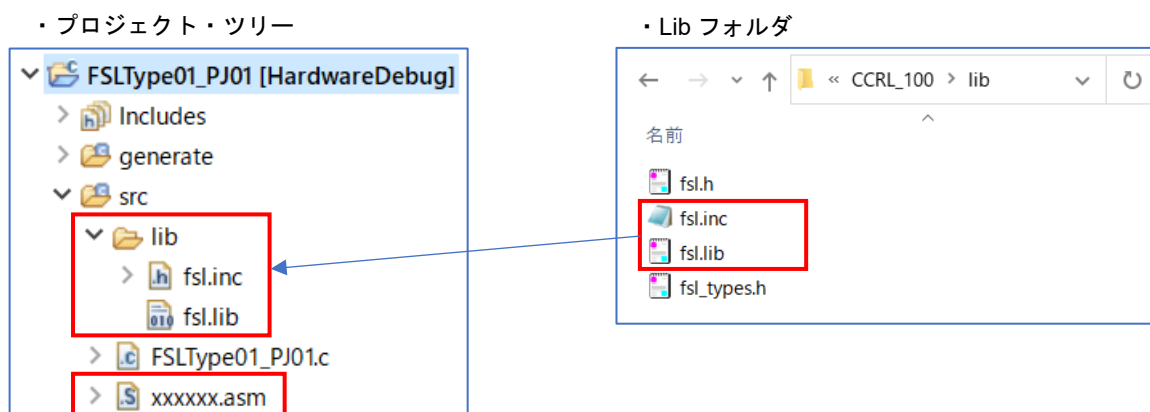 ・プロジェクト・ツリー
FSLType01_PJ01 [HardwareDebug]
Includes
generate
src
lib
fsl.inc
fsl.lib
FSLType01_PJ01.c
xxxxxx.asm
・Lib フォルダ
« CCRL_100 > lib
名前
fsl.h
fsl.inc
fsl.lib
fsl_types.h